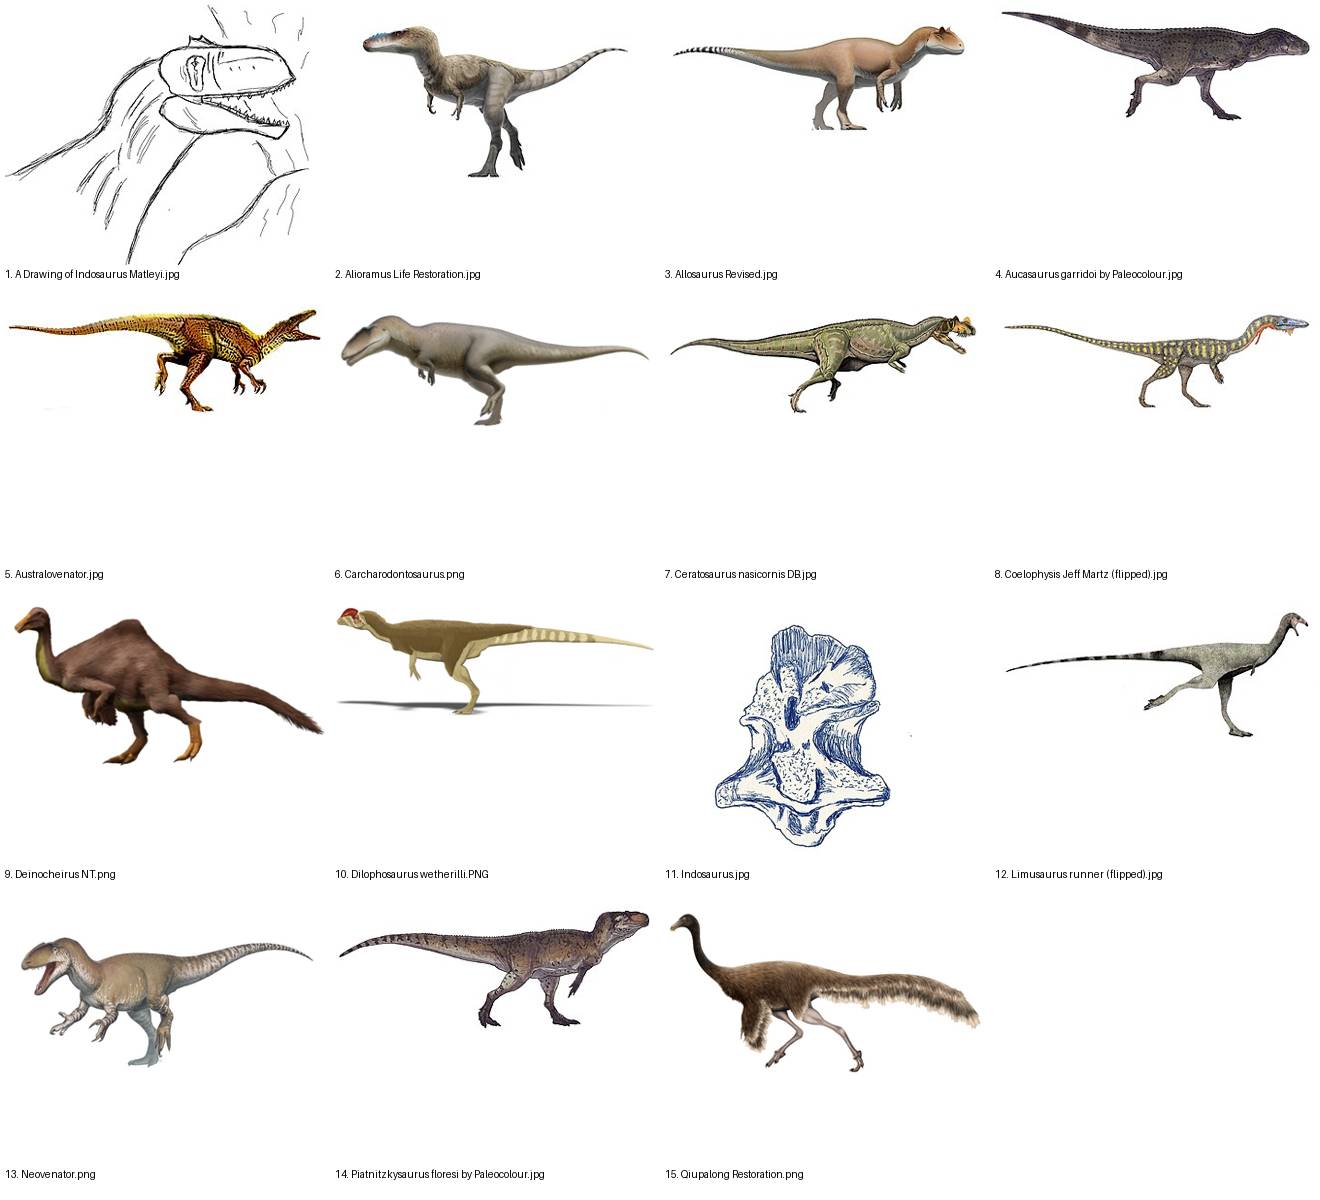 1. A Drawing of Indosaurus Matleyi.jpg
2. Alioramus Life Restoration.jpg
3. Allosaurus Revised.jpg
4. Aucasaurus garridoi by Paleocolour.jpg
5. Australovenator.jpg
6. Carcharodontosaurus.png
7. Ceratosaurus nasicornis DB.jpg
8. Coelophysis Jeff Martz (flipped).jpg
9. Deinocheirus NT.png
10. Dilophosaurus wetherilli.PNG
11. Indosaurus.jpg
12. Limusaurus runner (flipped).jpg
13. Neovenator.png
14. Piatnitzkysaurus floresi by Paleocolour.jpg
15. Qiupalong Restoration.png